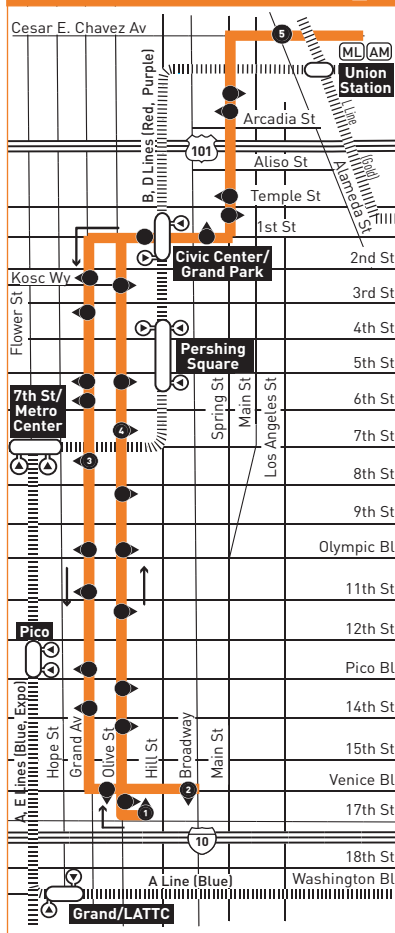 Cesar E. Chavez Av
5
ML AM
Union
Station
B, D Lines (Red, Purple)
L Line
(Gold)
Alameda St
Arcadia St
101
Aliso St
Temple St
1st St
Civic Center/
Grand Park
2nd St
Kosc Wy
3rd St
Flower St
4th St
Pershing
Square
5th St
Spring St
Main St
Los Angeles St
6th St
7th St/
Metro
Center
4
7th St
3
8th St
9th St
Olympic Bl
11th St
12th St
Pico
Pico Bl
14th St
A, E Lines (Blue, Expo)
Hope St
Grand Av
Olive St
Hill St
Broadway
Main St
15th St
Venice Bl
2
1
17th St
10
18th St
A Line (Blue)
Washington Bl
Grand/LATTC